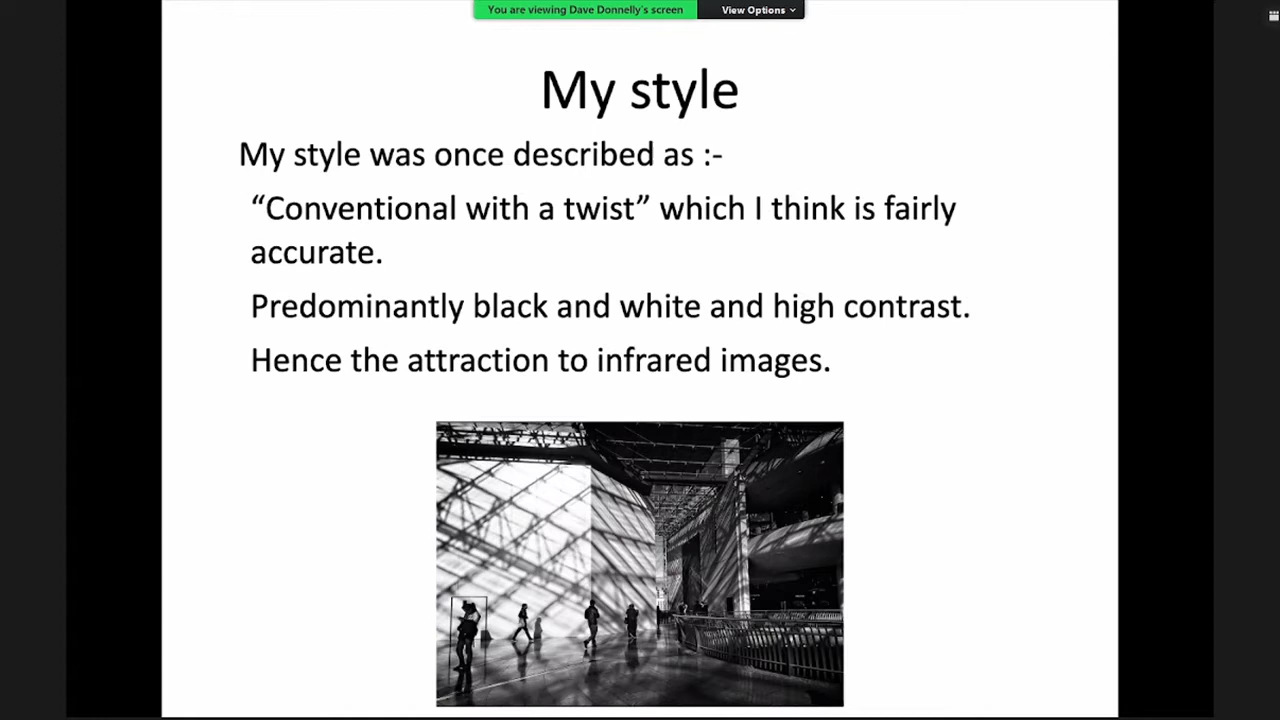 You are viewing Dave Donnelly's screen View Options
My style
My style was once described as :-
“Conventional with a twist” which I think is fairly
accurate.
Predominantly black and white and high contrast.
Hence the attraction to infrared images.